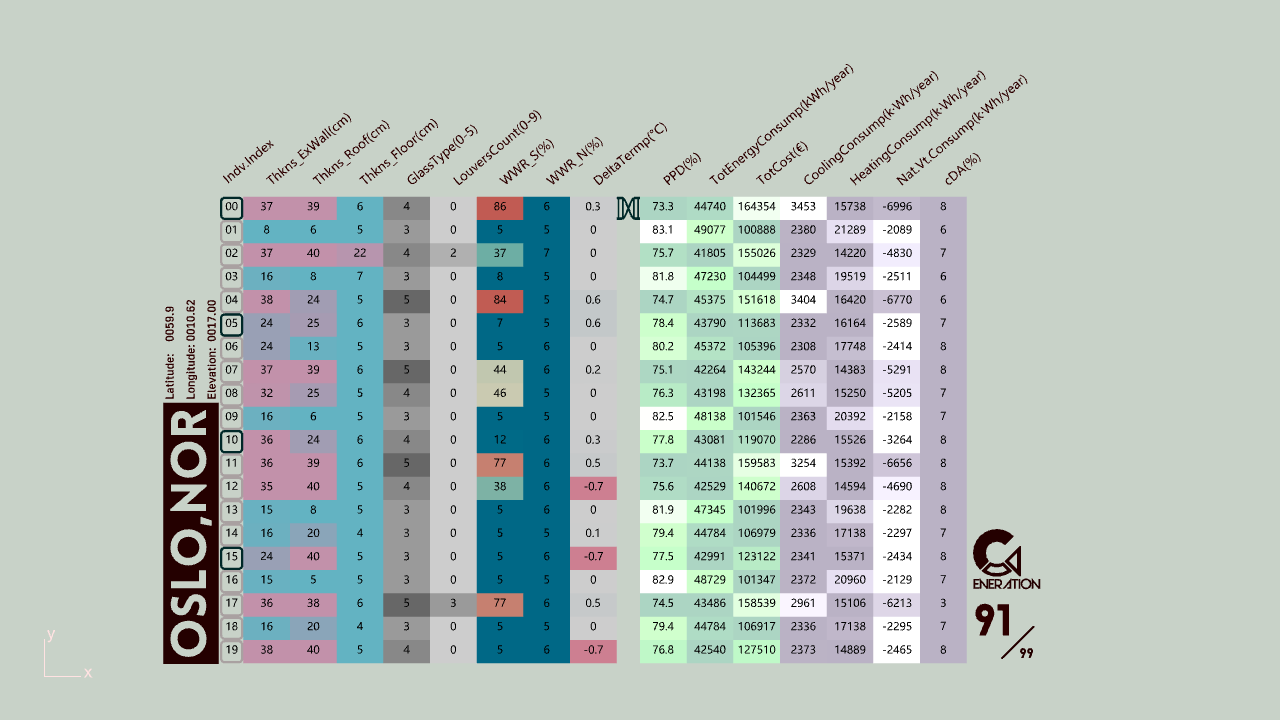 Indv.Index Thkns_ExWall(cm) Thkns_Roof(cm) Thkns_Floor(cm) GlassType(0-5) LouversCount(0-9) WWR_S(%) WWR_N(%) DeltaTermp(°C) PPD(%) TotEnergyConsump(kWh/year) TotCost(€) CoolingConsump(k·Wh/year) HeatingConsump(k·Wh/year) Nat.Vt.Consump(k·Wh/year) cDA(%)
00 37 39 6 4 0 86 6 0.3 73.3 44740 164354 3453 15738 -6996 8
01 8 6 5 3 0 5 5 0 83.1 49077 100888 2380 21289 -2089 6
02 37 40 22 4 2 37 7 0 75.7 41805 155026 2329 14220 -4830 7
03 16 8 7 3 0 8 5 0 81.8 47230 104499 2348 19519 -2511 6
04 38 24 5 5 0 84 5 0.6 74.7 45375 151618 3404 16420 -6770 6
05 24 25 6 3 0 7 5 0.6 78.4 43790 113683 2332 16164 -2589 7
06 24 13 5 3 0 5 6 0 80.2 45372 105396 2308 17748 -2414 8
07 37 39 6 5 0 44 6 0.2 75.1 42264 143244 2570 14383 -5291 8
08 32 25 5 4 0 46 5 0 76.3 43198 132365 2611 15250 -5205 7
09 16 6 5 3 0 5 5 0 82.5 48138 101546 2363 20392 -2158 7
10 36 24 6 4 0 12 6 0.3 77.8 43081 119070 2286 15526 -3264 8
11 36 39 6 5 0 77 6 0.5 73.7 44138 159583 3254 15392 -6656 8
12 35 40 5 4 0 38 6 -0.7 75.6 42529 140672 2608 14594 -4690 8
13 15 8 5 3 0 5 6 0 81.9 47345 101996 2343 19638 -2282 8
14 16 20 4 3 0 5 5 0.1 79.4 44784 106979 2336 17138 -2297 7
15 24 40 5 3 0 5 6 -0.7 77.5 42991 123122 2341 15371 -2434 8
16 15 5 5 3 0 5 5 0 82.9 48729 101347 2372 20960 -2129 7
17 36 38 6 5 3 77 6 0.5 74.5 43486 158539 2961 15106 -6213 3
18 16 20 4 3 0 5 5 0 79.4 44784 106917 2336 17138 -2295 7
19 38 40 5 4 0 5 6 -0.7 76.8 42540 127510 2373 14889 -2465 8
Latitude: 0059.9
Longitude: 0010.62
Elevation: 0017.00
OSLO,NOR
G
ENERATION
91/99
y
x